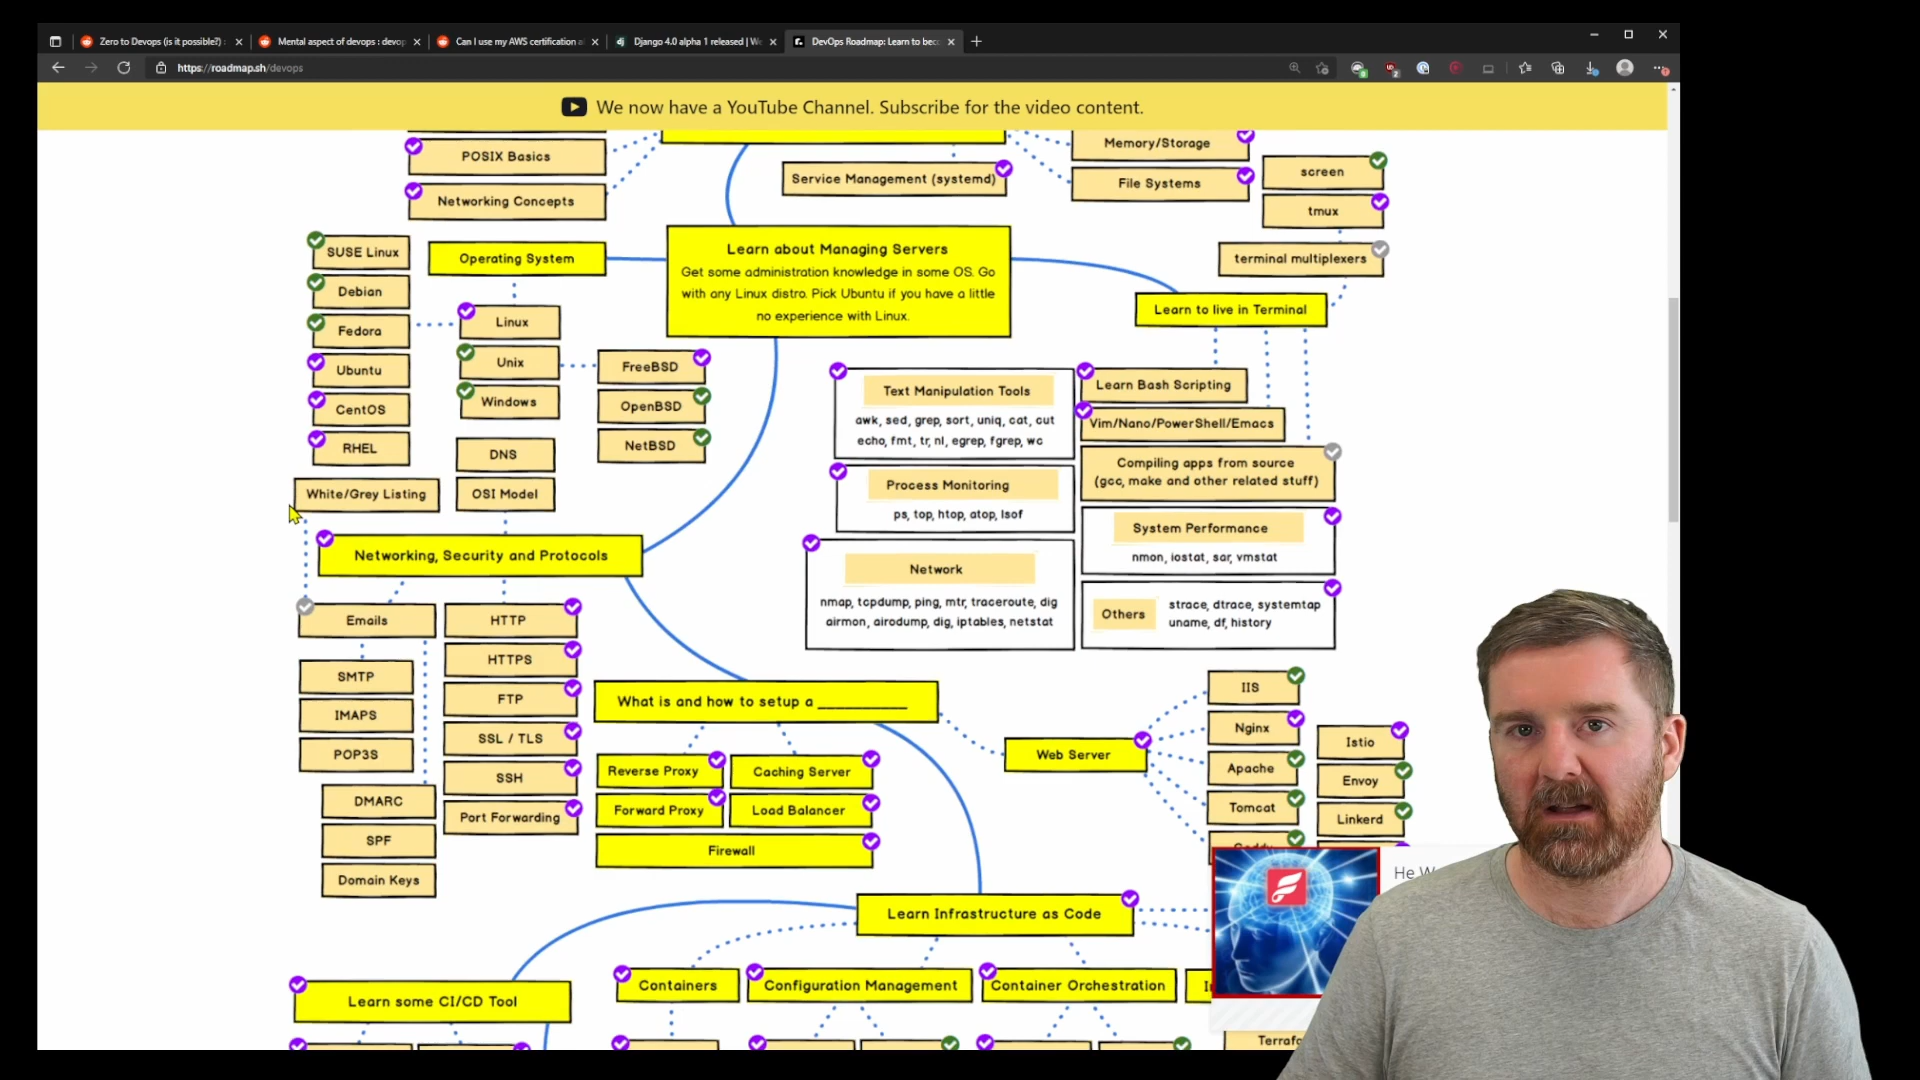 Zero to Devops (is it possible?) :
Mental aspect of devops : devop
Can I use my AWS certification a
Django 4.0 alpha 1 released | We
DevOps Roadmap: Learn to bec
https://roadmap.sh/devops
We now have a YouTube Channel. Subscribe for the video content.
POSIX Basics
Networking Concepts
Service Management (systemd)
Memory/Storage
File Systems
screen
tmux
terminal multiplexers
Learn to live in Terminal
Learn about Managing Servers
Get some administration knowledge in some OS. Go
with any Linux distro. Pick Ubuntu if you have a little
no experience with Linux.
Operating System
SUSE Linux
Debian
Fedora
Ubuntu
CentOS
RHEL
Linux
Unix
Windows
FreeBSD
OpenBSD
NetBSD
DNS
OSI Model
White/Grey Listing
Networking, Security and Protocols
Text Manipulation Tools
awk, sed, grep, sort, uniq, cat, cut
echo, fmt, tr, nl, egrep, fgrep, wc
Process Monitoring
ps, top, htop, atop, lsof
Network
nmap, tcpdump, ping, mtr, traceroute, dig
airmon, airodump, dig, iptables, netstat
Learn Bash Scripting
Vim/Nano/PowerShell/Emacs
Compiling apps from source
(gcc, make and other related stuff)
System Performance
nmon, iostat, sar, vmstat
Others
strace, dtrace, systemtap
uname, df, history
Emails
SMTP
IMAPS
POP3S
DMARC
SPF
Domain Keys
HTTP
HTTPS
FTP
SSL / TLS
SSH
Port Forwarding
What is and how to setup a ___________
Reverse Proxy
Caching Server
Forward Proxy
Load Balancer
Firewall
Web Server
IIS
Nginx
Apache
Tomcat
Caddy
Istio
Envoy
Linkerd
He W
Learn Infrastructure as Code
Learn some CI/CD Tool
Containers
Configuration Management
Container Orchestration
Terrafo